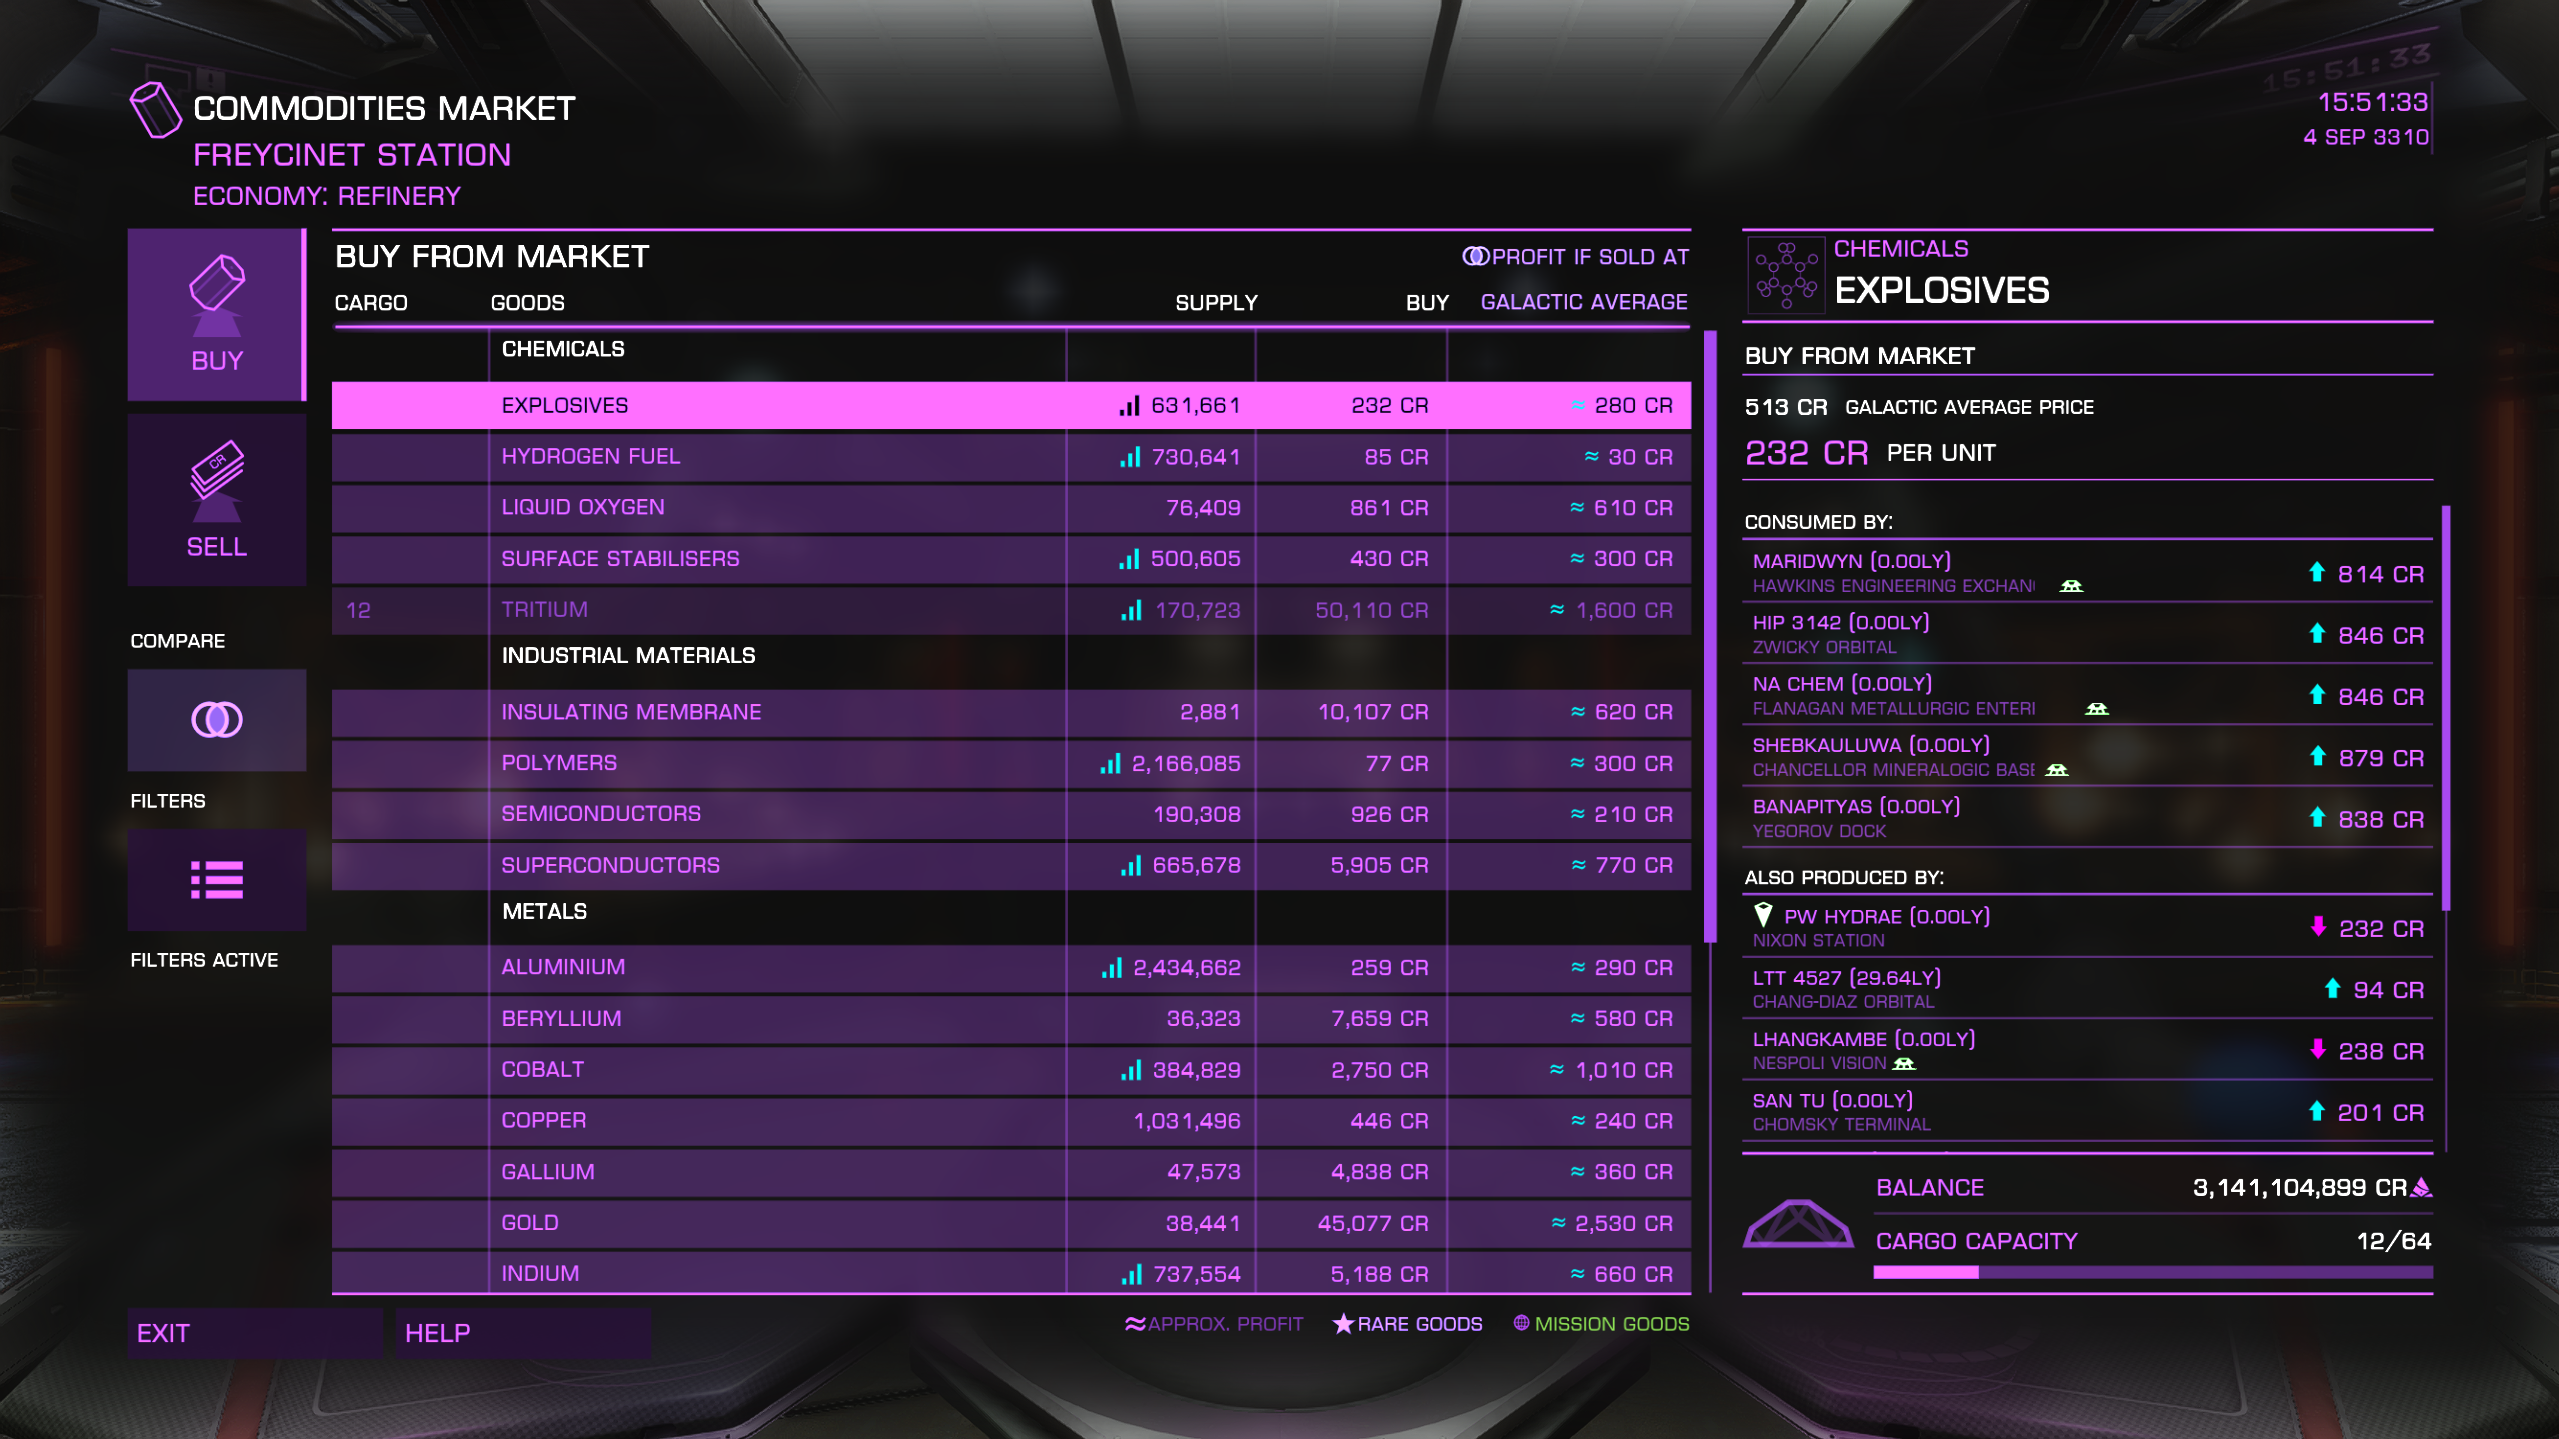 15:51:33
COMMODITIES MARKET
15:51:33
FREYCINET STATION
4 SEP 3310
ECONOMY: REFINERY
BUY
SELL
COMPARE
FILTERS
FILTERS ACTIVE
BUY FROM MARKET
PROFIT IF SOLD AT
CARGO GOODS SUPPLY BUY GALACTIC AVERAGE
CHEMICALS
EXPLOSIVES 631,661 232 CR ≈ 280 CR
HYDROGEN FUEL 730,641 85 CR ≈ 30 CR
LIQUID OXYGEN 76,409 861 CR ≈ 610 CR
SURFACE STABILISERS 500,605 430 CR ≈ 300 CR
12 TRITIUM 170,723 50,110 CR ≈ 1,600 CR
INDUSTRIAL MATERIALS
INSULATING MEMBRANE 2,881 10,107 CR ≈ 620 CR
POLYMERS 2,166,085 77 CR ≈ 300 CR
SEMICONDUCTORS 190,308 926 CR ≈ 210 CR
SUPERCONDUCTORS 665,678 5,905 CR ≈ 770 CR
METALS
ALUMINIUM 2,434,662 259 CR ≈ 290 CR
BERYLLIUM 36,323 7,659 CR ≈ 580 CR
COBALT 384,829 2,750 CR ≈ 1,010 CR
COPPER 1,031,496 446 CR ≈ 240 CR
GALLIUM 47,573 4,838 CR ≈ 360 CR
GOLD 38,441 45,077 CR ≈ 2,530 CR
INDIUM 737,554 5,188 CR ≈ 660 CR
≈APPROX. PROFIT RARE GOODS MISSION GOODS
CHEMICALS
EXPLOSIVES
BUY FROM MARKET
513 CR GALACTIC AVERAGE PRICE
232 CR PER UNIT
CONSUMED BY:
MARIDWYN (0.00LY)
HAWKINS ENGINEERING EXCHAN
814 CR
HIP 3142 (0.00LY)
ZWICKY ORBITAL
846 CR
NA CHEM (0.00LY)
FLANAGAN METALLURGIC ENTER
846 CR
SHEBKAULUWA (0.00LY)
CHANCELLOR MINERALOGIC BASE
879 CR
BANAPITYAS (0.00LY)
YEGOROV DOCK
838 CR
ALSO PRODUCED BY:
PW HYDRAE (0.00LY)
NIXON STATION
232 CR
LTT 4527 (29.64LY)
CHANG-DIAZ ORBITAL
94 CR
LHANGKAMBE (0.00LY)
NESPOLI VISION
238 CR
SAN TU (0.00LY)
CHOMSKY TERMINAL
201 CR
BALANCE 3,141,104,899 CR
CARGO CAPACITY 12/64
EXIT
HELP